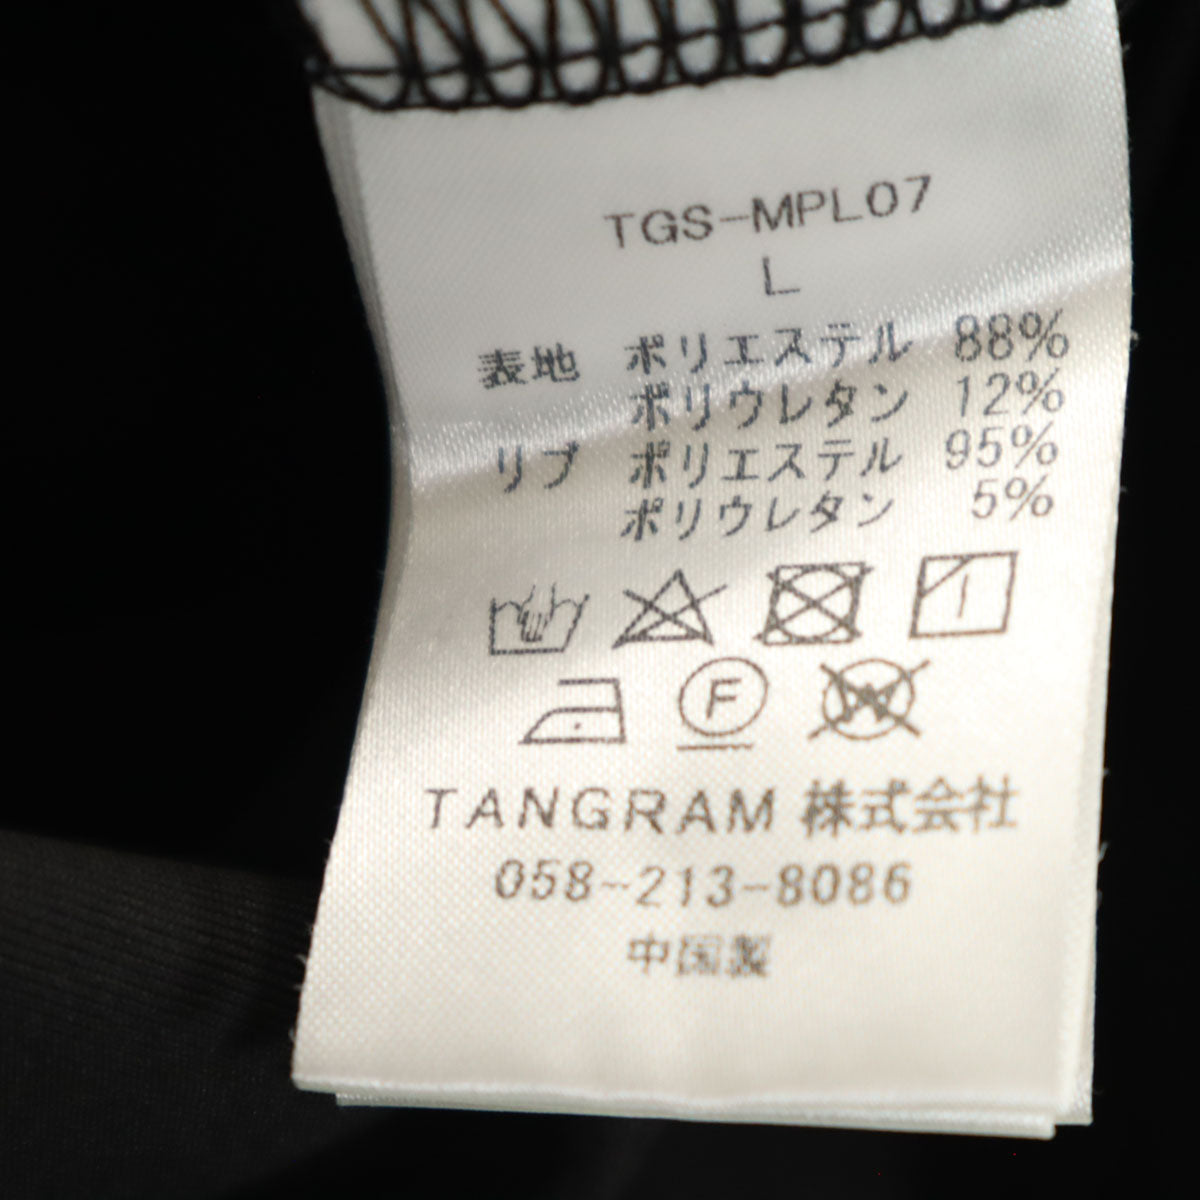 TGS-MPL07
L
表地 ポリエステル 88%
ポリウレタン 12%
リブ ポリエステル 95%
ポリウレタン 5%
F
W
TANGRAM 株式会社
058-213-8086
中国製